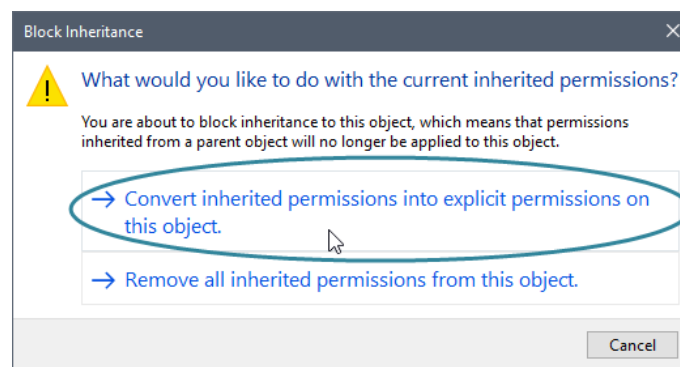 Block Inheritance
What would you like to do with the current inherited permissions?
You are about to block inheritance to this object, which means that permissions
inherited from a parent object will no longer be applied to this object.
Convert inherited permissions into explicit permissions on
this object.
Remove all inherited permissions from this object.
Cancel